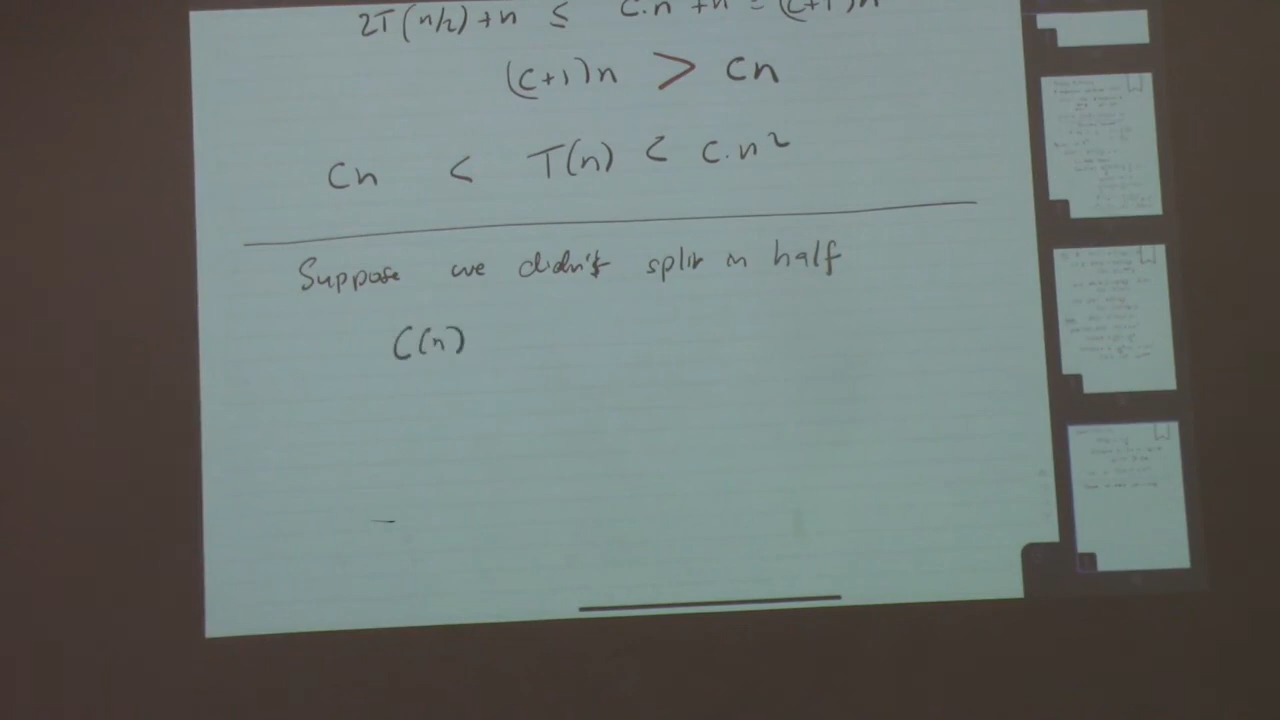 2T(n/2) + n ≤ c.n + n = (c+1)n
(c+1)n > cn
cn < T(n) < c.n²
Suppose we didn't split in half
C(n)